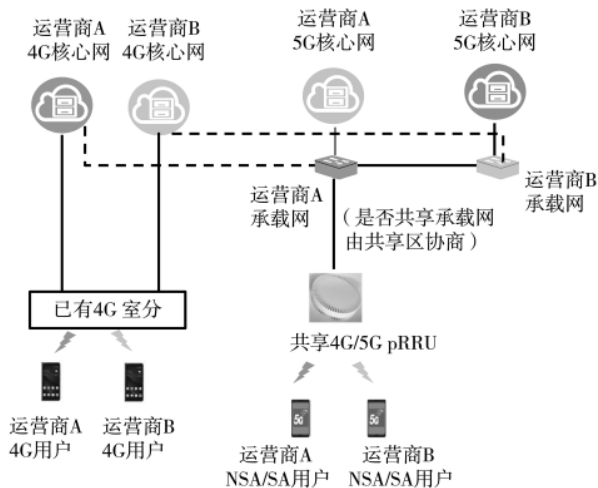 运营商A
4G核心网
运营商B
4G核心网
运营商A
5G核心网
运营商B
5G核心网
运营商A
承载网
运营商B
承载网
（是否共享承载网
由共享区协商）
已有4G 室分
共享4G/5G pRRU
运营商A
4G用户
运营商B
4G用户
5G
5G
运营商A
NSA/SA用户
运营商B
NSA/SA用户